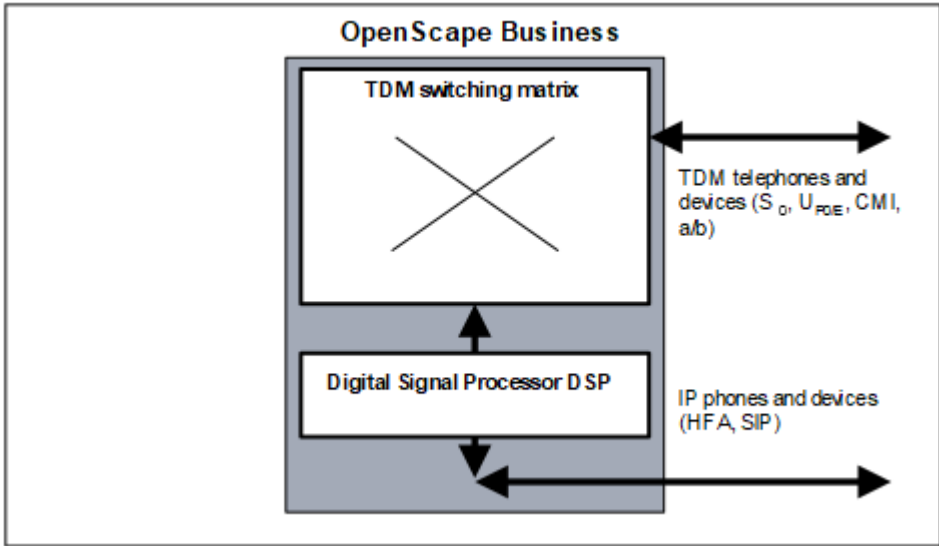 OpenScape Business
TDM switching matrix
TDM telephones and
devices (S₀, U_P0/E, CMI,
a/b)
Digital Signal Processor DSP
IP phones and devices
(HFA, SIP)